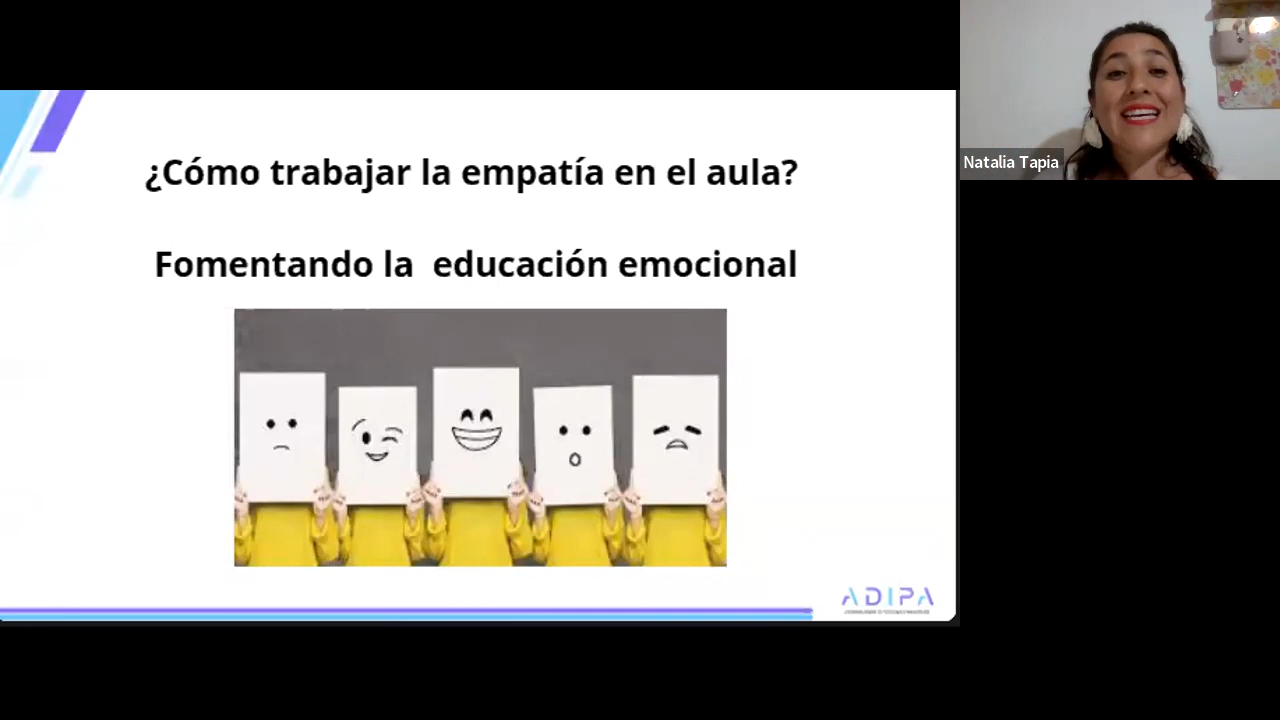 ¿Cómo trabajar la empatía en el aula?
Fomentando la  educación emocional
ADIPA
Natalia Tapia